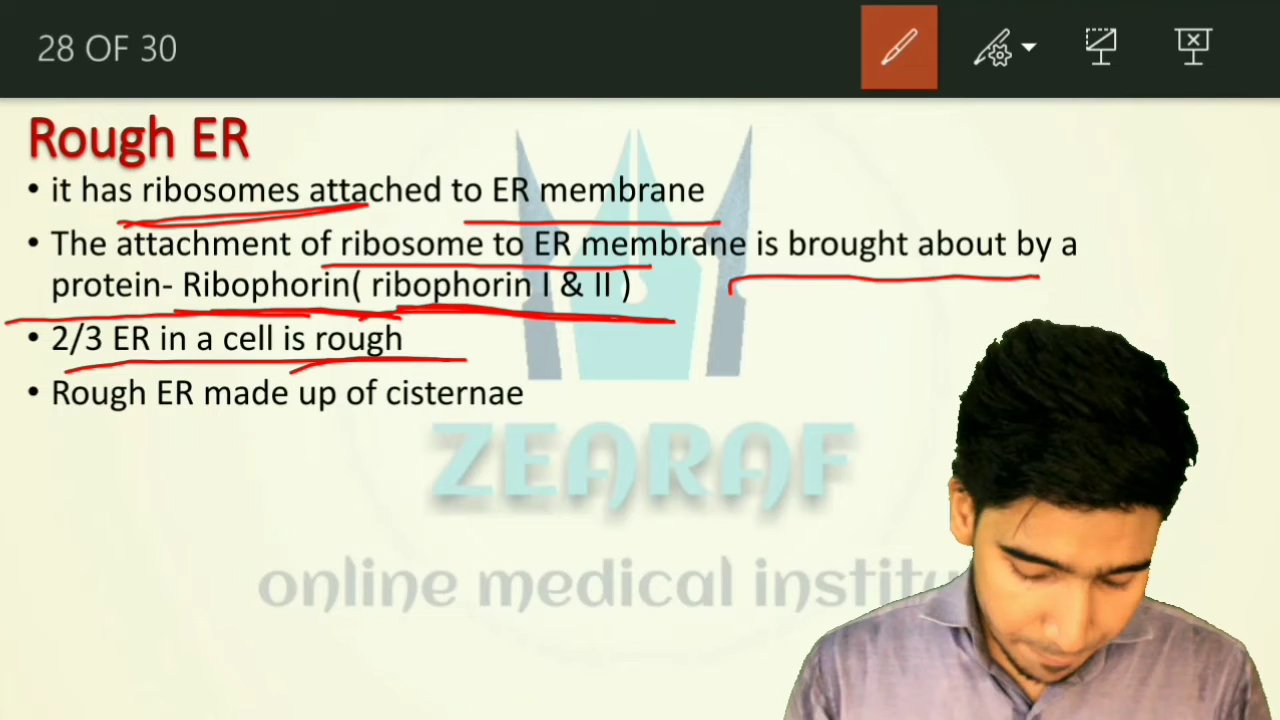 28 OF 30
Rough ER
• it has ribosomes attached to ER membrane
• The attachment of ribosome to ER membrane is brought about by a
protein- Ribophorin( ribophorin I & II )
• 2/3 ER in a cell is rough
• Rough ER made up of cisternae
ZEARAF
online medical